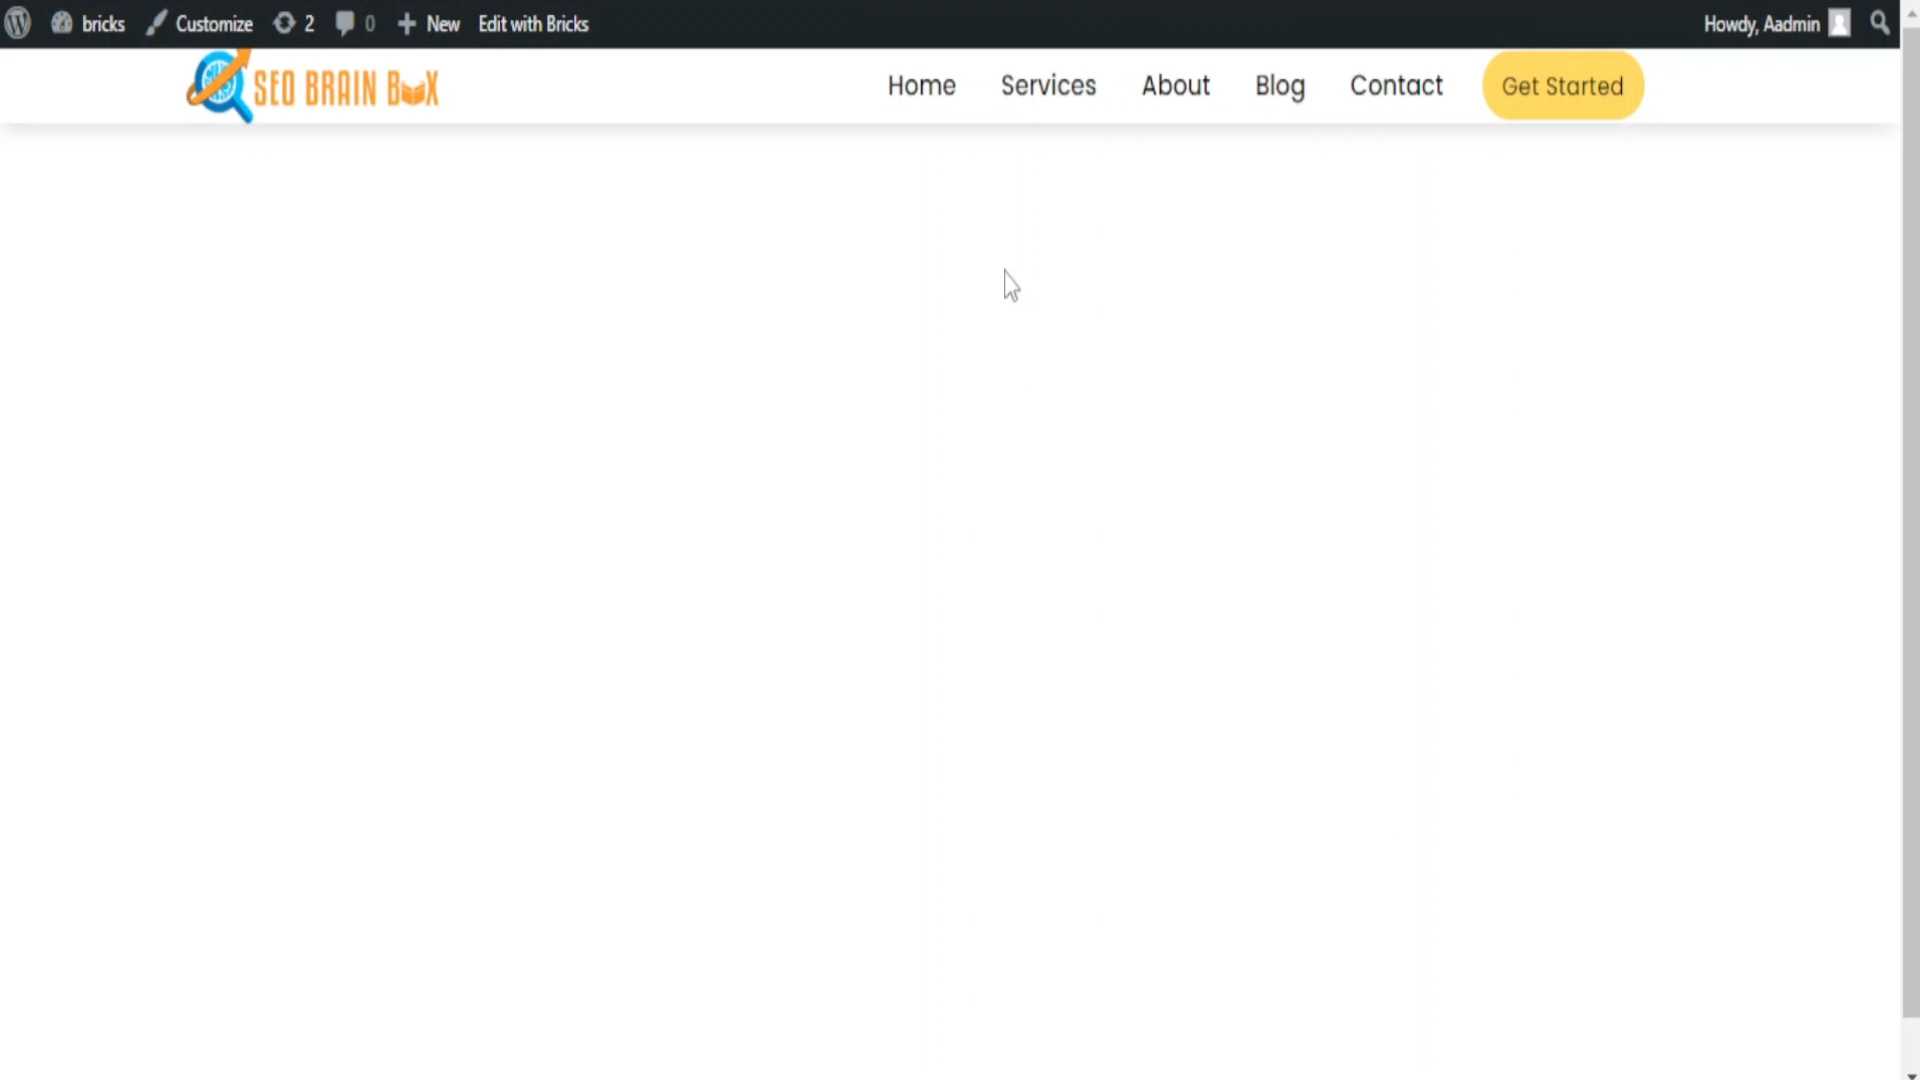 bricks Customize 2 0 New Edit with Bricks Howdy, Aadmin
SEO BRAIN BOX Home Services About Blog Contact Get Started